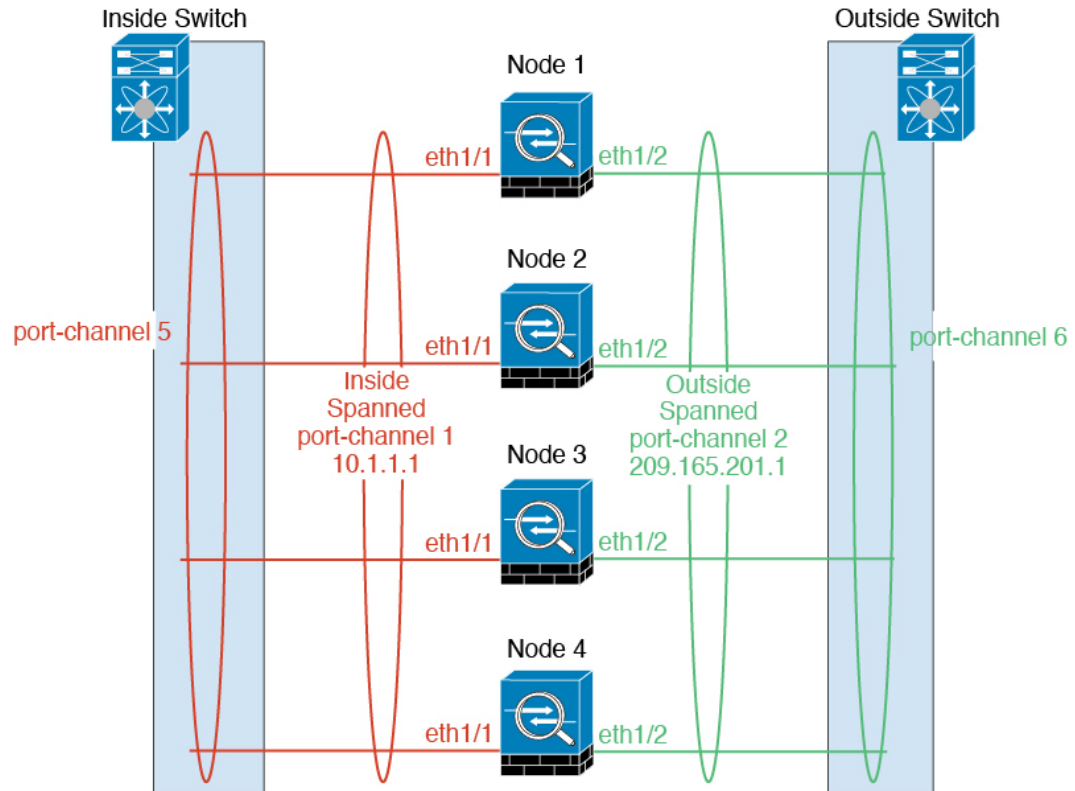 Inside Switch
Outside Switch
Node 1
eth1/1
eth1/2
Node 2
port-channel 5
port-channel 6
eth1/1
eth1/2
Inside
Spanned
port-channel 1
10.1.1.1
Outside
Spanned
port-channel 2
209.165.201.1
Node 3
eth1/1
eth1/2
Node 4
eth1/1
eth1/2